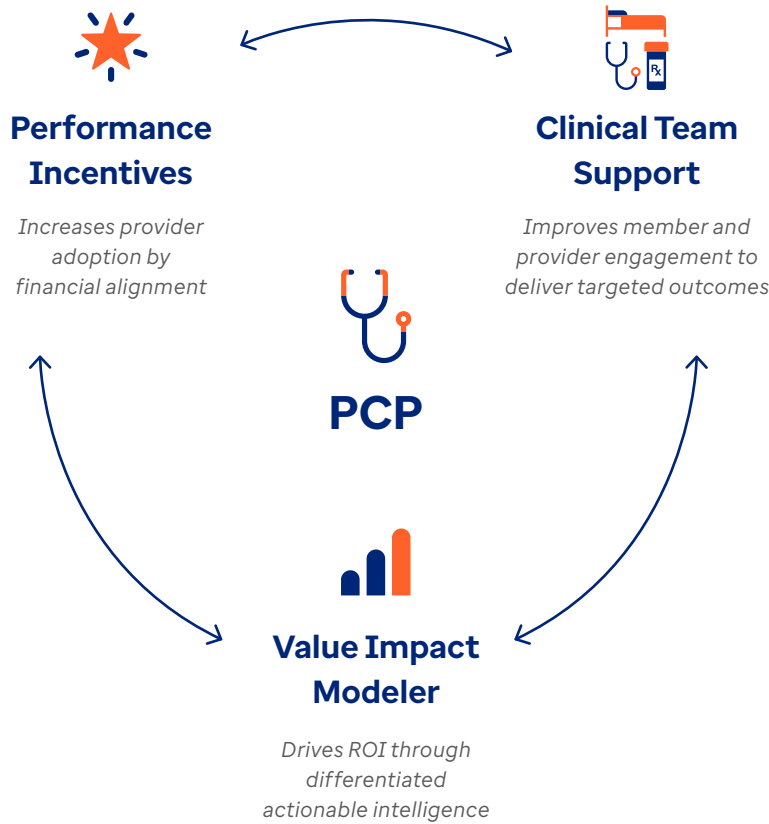 Performance
Incentives
Increases provider
adoption by
financial alignment
Clinical Team
Support
Improves member and
provider engagement to
deliver targeted outcomes
Rx
PCP
Value Impact
Modeler
Drives ROI through
differentiated
actionable intelligence